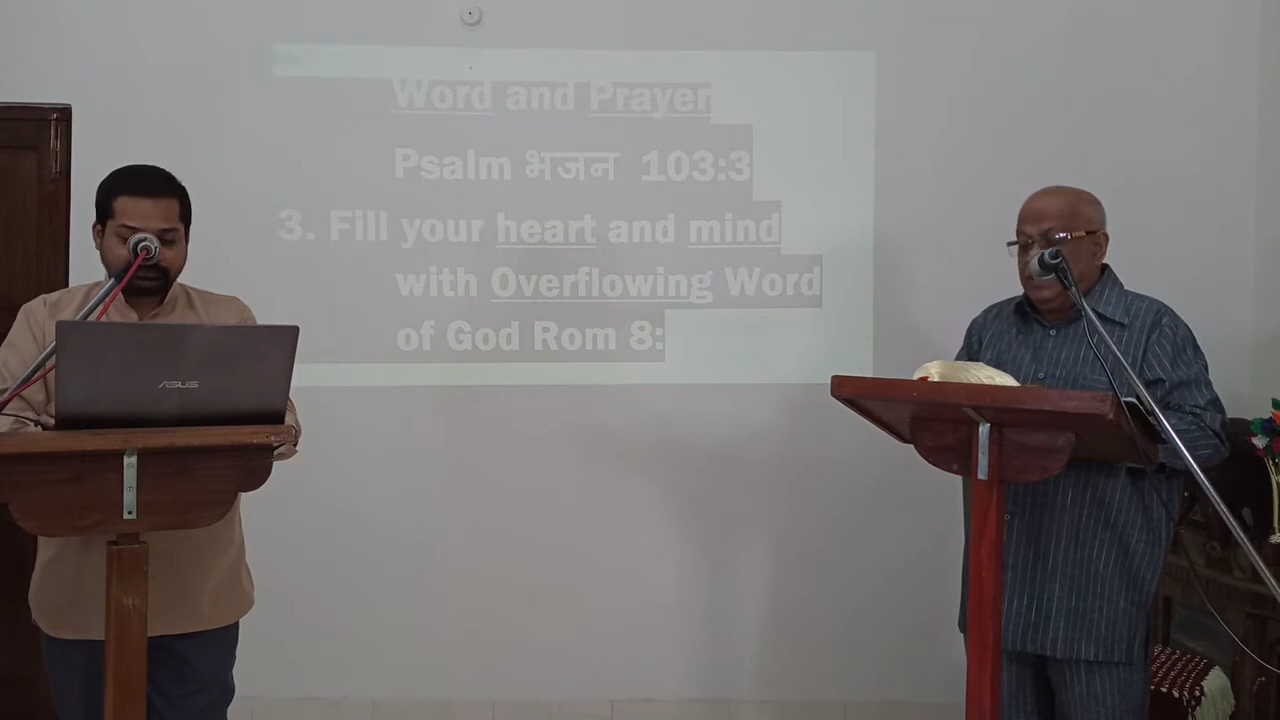 Word and Prayer
Psalm भजन 103:3
3. Fill your heart and mind
with Overflowing Word
of God Rom 8:
ASUS